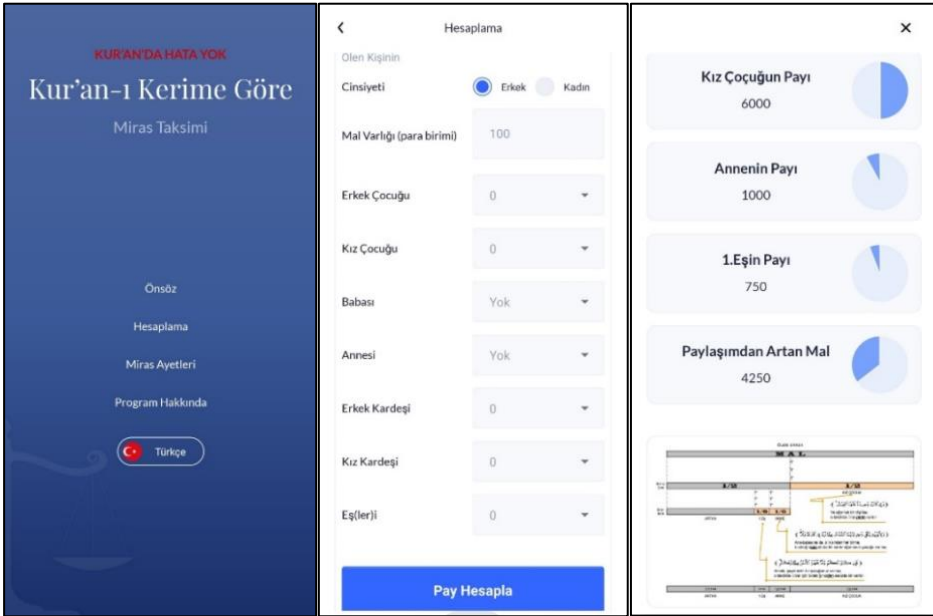 KUR'AN'DA HATA YOK
Kur'an-ı Kerime Göre
Miras Taksimi
Önsöz
Hesaplama
Miras Ayetleri
Program Hakkında
Türkçe
Hesaplama
Ölen Kişinin
Cinsiyeti
Erkek
Kadın
Mal Varlığı (para birimi)
100
Erkek Çocuğu
0
Kız Çocuğu
0
Babası
Yok
Annesi
Yok
Erkek Kardeşi
0
Kız Kardeşi
0
Eş(ler)i
0
Pay Hesapla
Kız Çoçuğun Payı
6000
Annenin Payı
1000
1.Eşin Payı
750
Paylaşımdan Artan Mal
4250
MAL